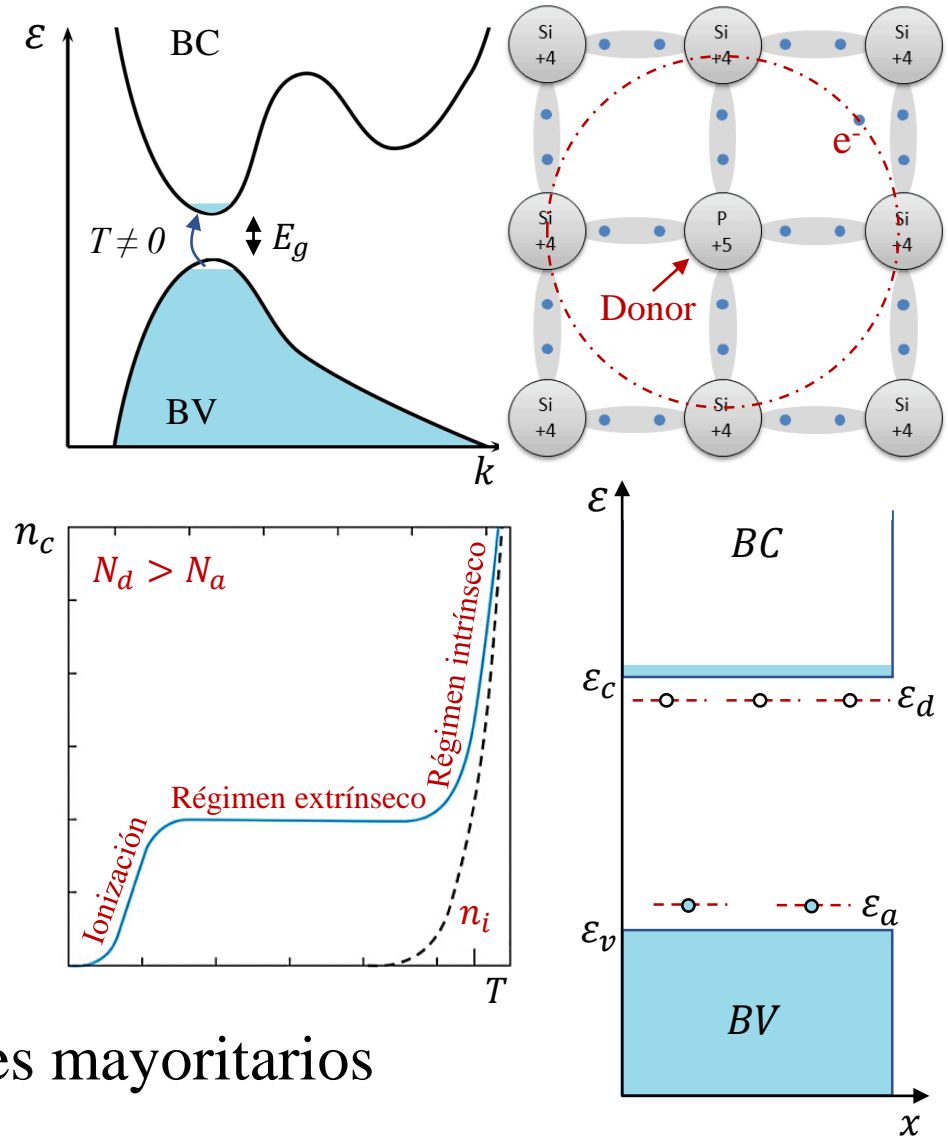 ε
BC
T ≠ 0
E_g
BV
k
Si +4
Si +4
Si +4
e⁻
Si +4
P +5
Si +4
Donor
Si +4
Si +4
Si +4
n_c
N_d > N_a
Ionización
Régimen extrínseco
Régimen intrínseco
n_i
T
ε
BC
ε_c
ε_d
ε_a
ε_v
BV
x
es mayoritarios